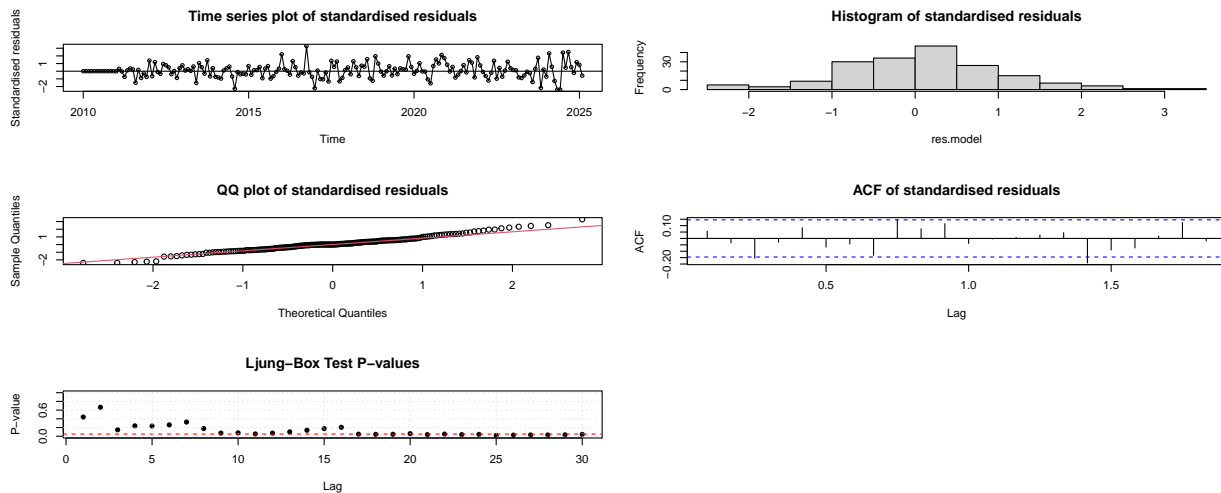 Time series plot of standardised residuals
Standardised residuals
−2 1
2010 2015 2020 2025
Time
Histogram of standardised residuals
Frequency
0 30
−2 −1 0 1 2 3
res.model
QQ plot of standardised residuals
Sample Quantiles
−2 1
−2 −1 0 1 2
Theoretical Quantiles
ACF of standardised residuals
ACF
−0.20 0.10
0.5 1.0 1.5
Lag
Ljung−Box Test P−values
P−value
0.0 0.6
0 5 10 15 20 25 30
Lag